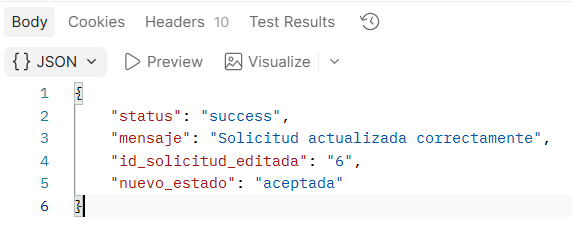 Body Cookies Headers 10 Test Results
{} JSON Preview Visualize
1 {
2 "status": "success",
3 "mensaje": "Solicitud actualizada correctamente",
4 "id_solicitud_editada": "6",
5 "nuevo_estado": "aceptada"
6 }